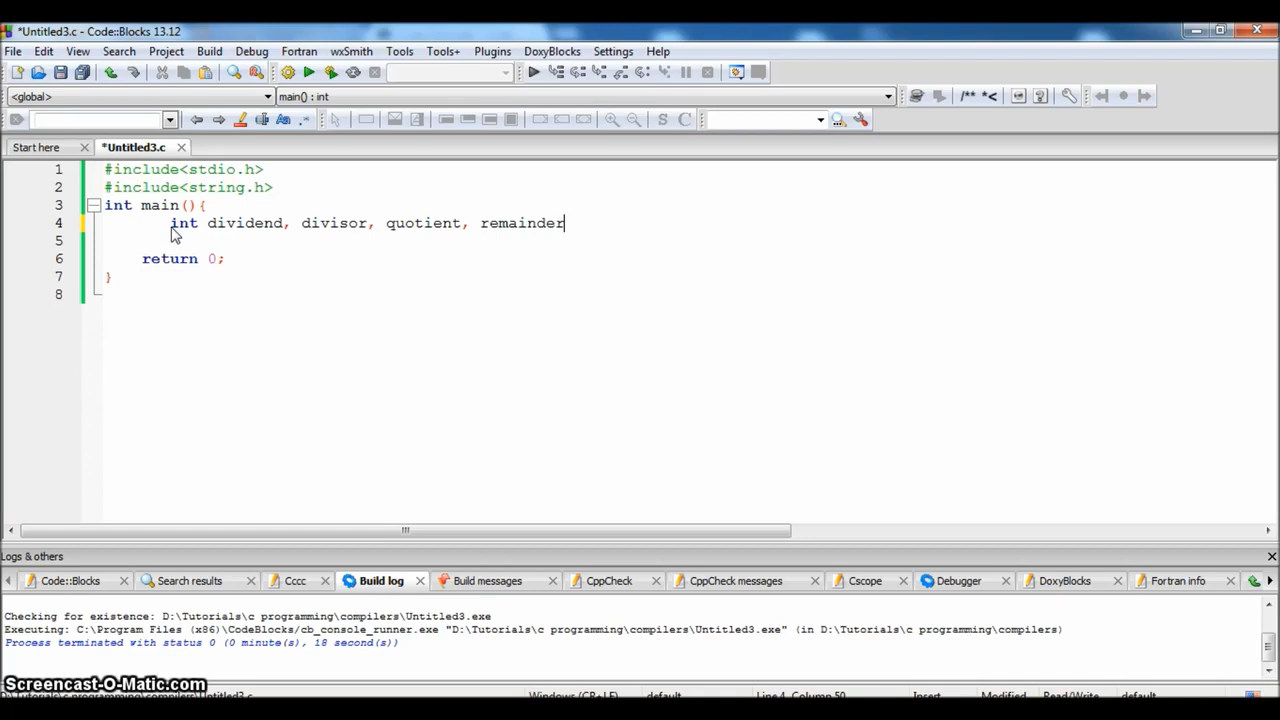 *Untitled3.c - Code::Blocks 13.12
File Edit View Search Project Build Debug Fortran wxSmith Tools Tools+ Plugins DoxyBlocks Settings Help
<global> main() : int
/** *<
S C
Start here *Untitled3.c
1 #include<stdio.h>
2 #include<string.h>
3 int main(){
4 int dividend, divisor, quotient, remainder
5
6 return 0;
7 }
8
Logs & others
Code::Blocks Search results Cccc Build log Build messages CppCheck CppCheck messages Cscope Debugger DoxyBlocks Fortran info
Checking for existence: D:\Tutorials\c programming\compilers\Untitled3.exe
Executing: C:\Program Files (x86)\CodeBlocks/cb_console_runner.exe "D:\Tutorials\c programming\compilers\Untitled3.exe" (in D:\Tutorials\c programming\compilers)
Process terminated with status 0 (0 minute(s), 18 second(s))
Screencast-O-Matic.com
Windows (CR+LF) default Line 4, Column 50 Insert Modified Read/Write default